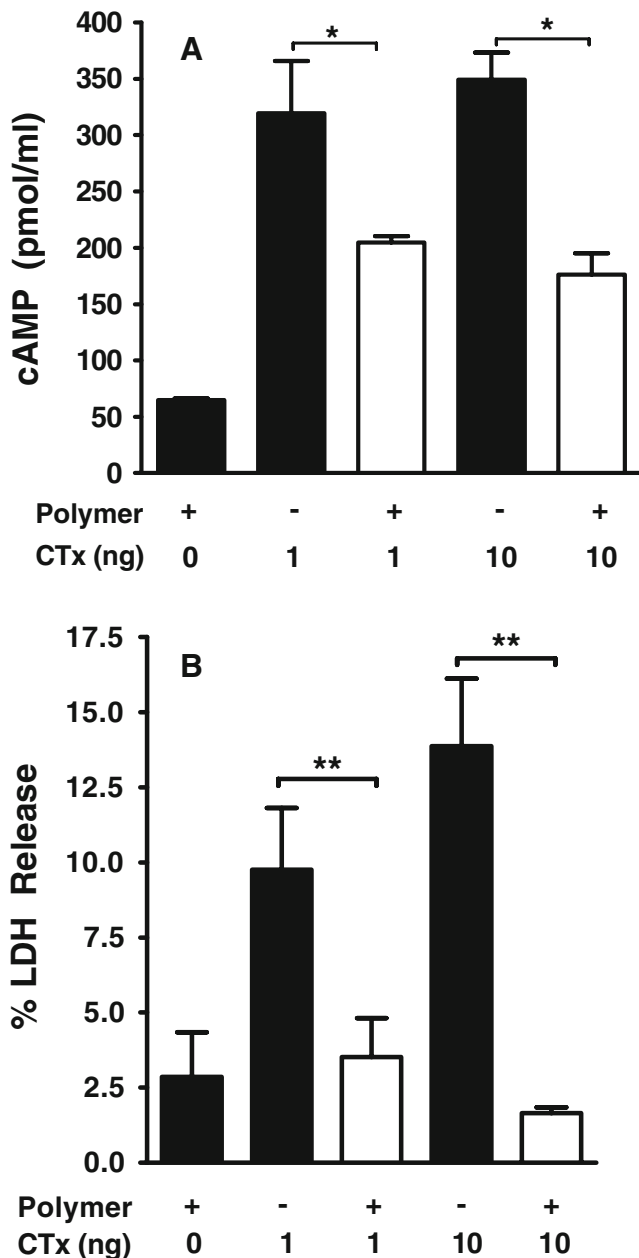 A
*
*
cAMP (pmol/ml)
400
350
300
250
200
150
100
50
0
Polymer + - + - +
CTx (ng) 0 1 1 10 10
B
**
**
% LDH Release
17.5
15.0
12.5
10.0
7.5
5.0
2.5
0.0
Polymer + - + - +
CTx (ng) 0 1 1 10 10